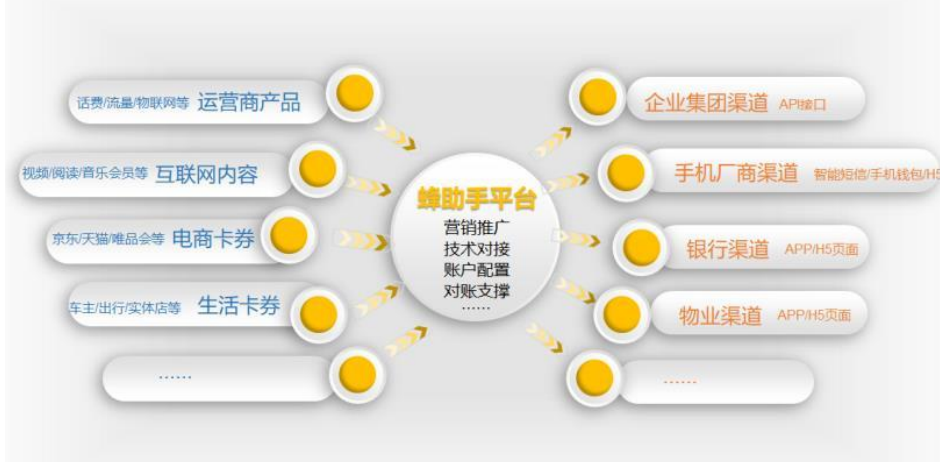 话费/流量/物联网等 运营商产品
视频/阅读/音乐会员等 互联网内容
京东/天猫/唯品会等 电商卡券
车主/出行/实体店等 生活卡券
······
蜂助手平台
营销推广
技术对接
账户配置
对账支撑
······
企业集团渠道 API接口
手机厂商渠道 智能短信/手机钱包/H5
银行渠道 APP/H5页面
物业渠道 APP/H5页面
······